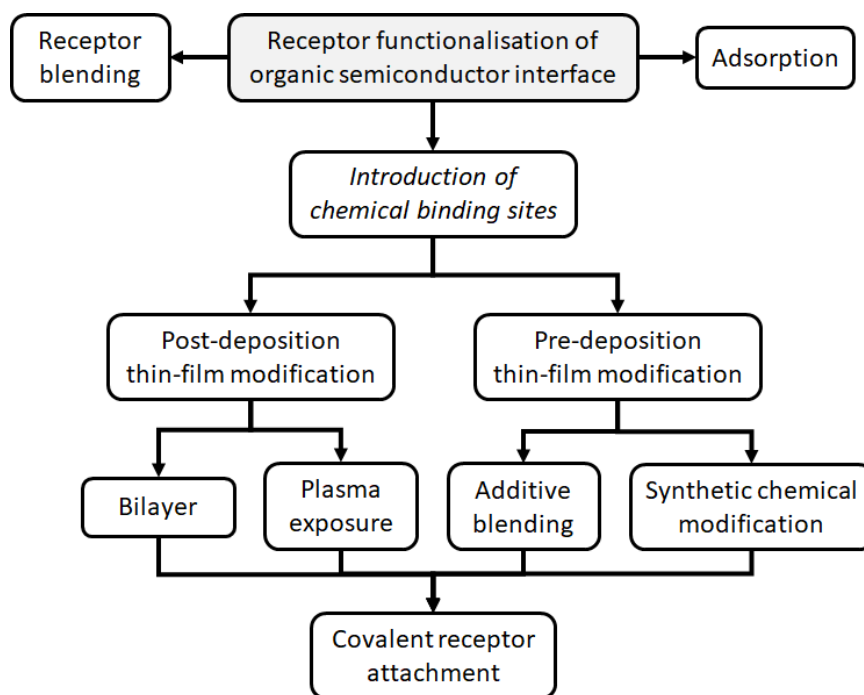 Receptor
blending
Receptor functionalisation of
organic semiconductor interface
Adsorption
Introduction of
chemical binding sites
Post-deposition
thin-film modification
Pre-deposition
thin-film modification
Bilayer
Plasma
exposure
Additive
blending
Synthetic chemical
modification
Covalent receptor
attachment